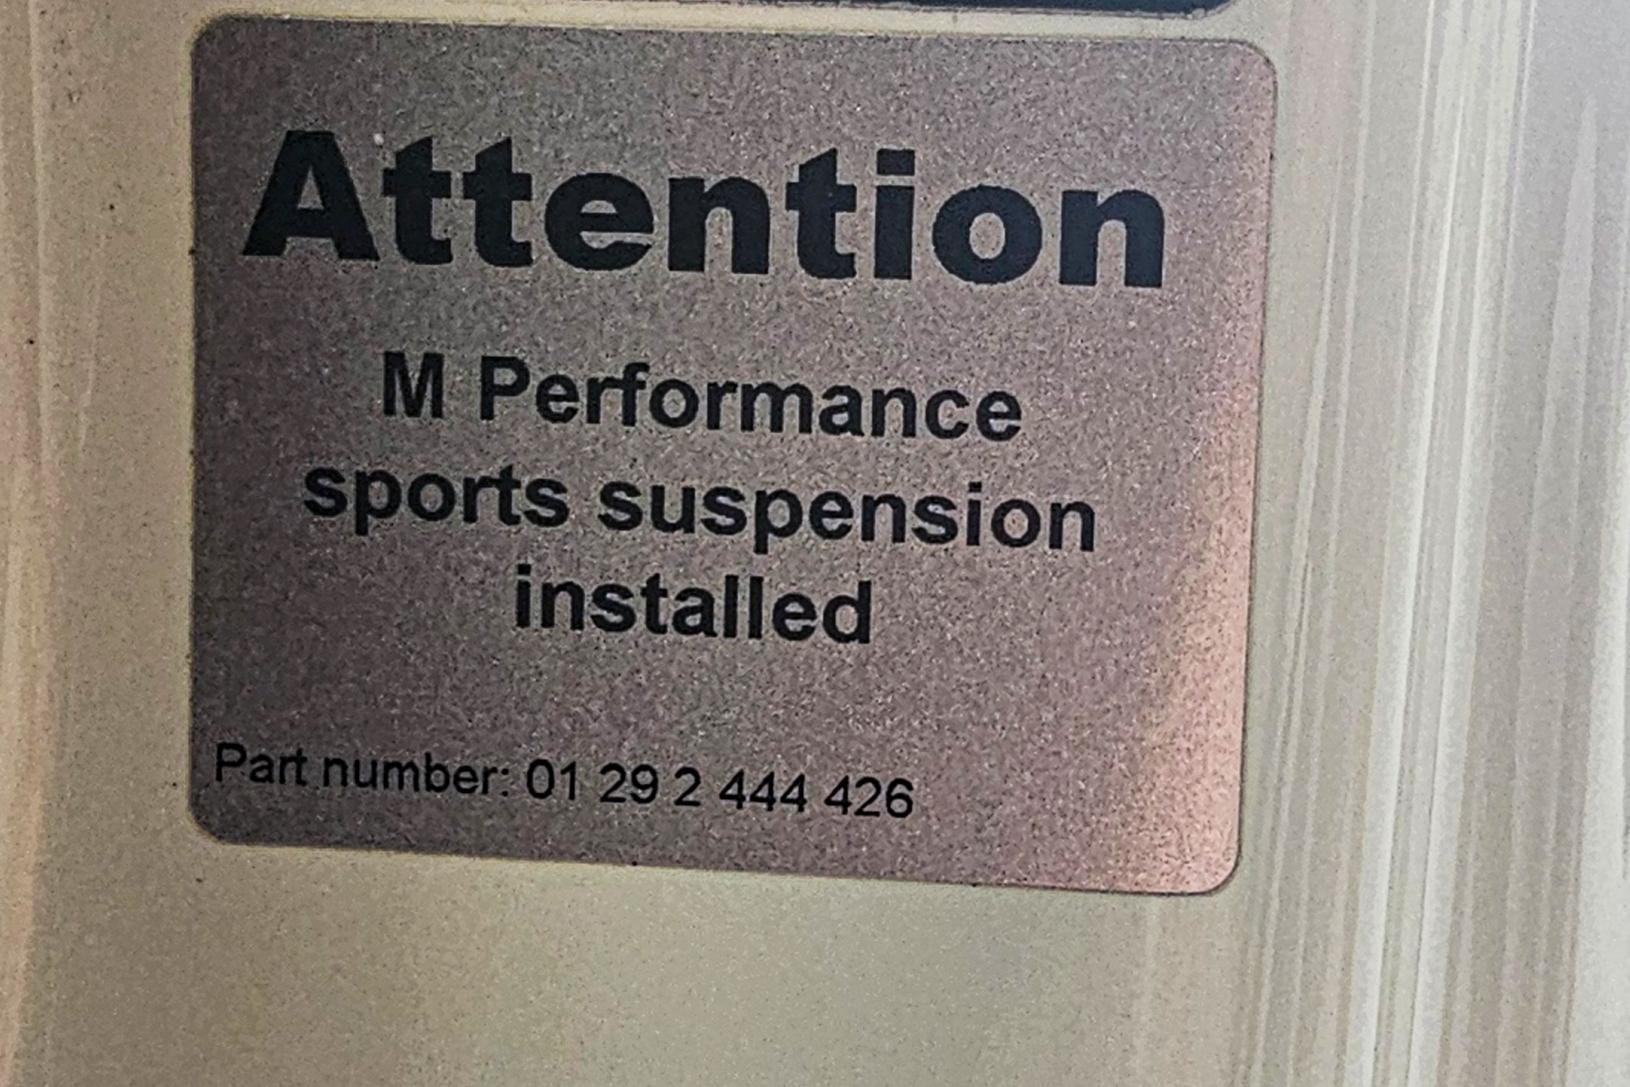 Attention
M Performance
sports suspension
installed
Part number: 01 29 2 444 426